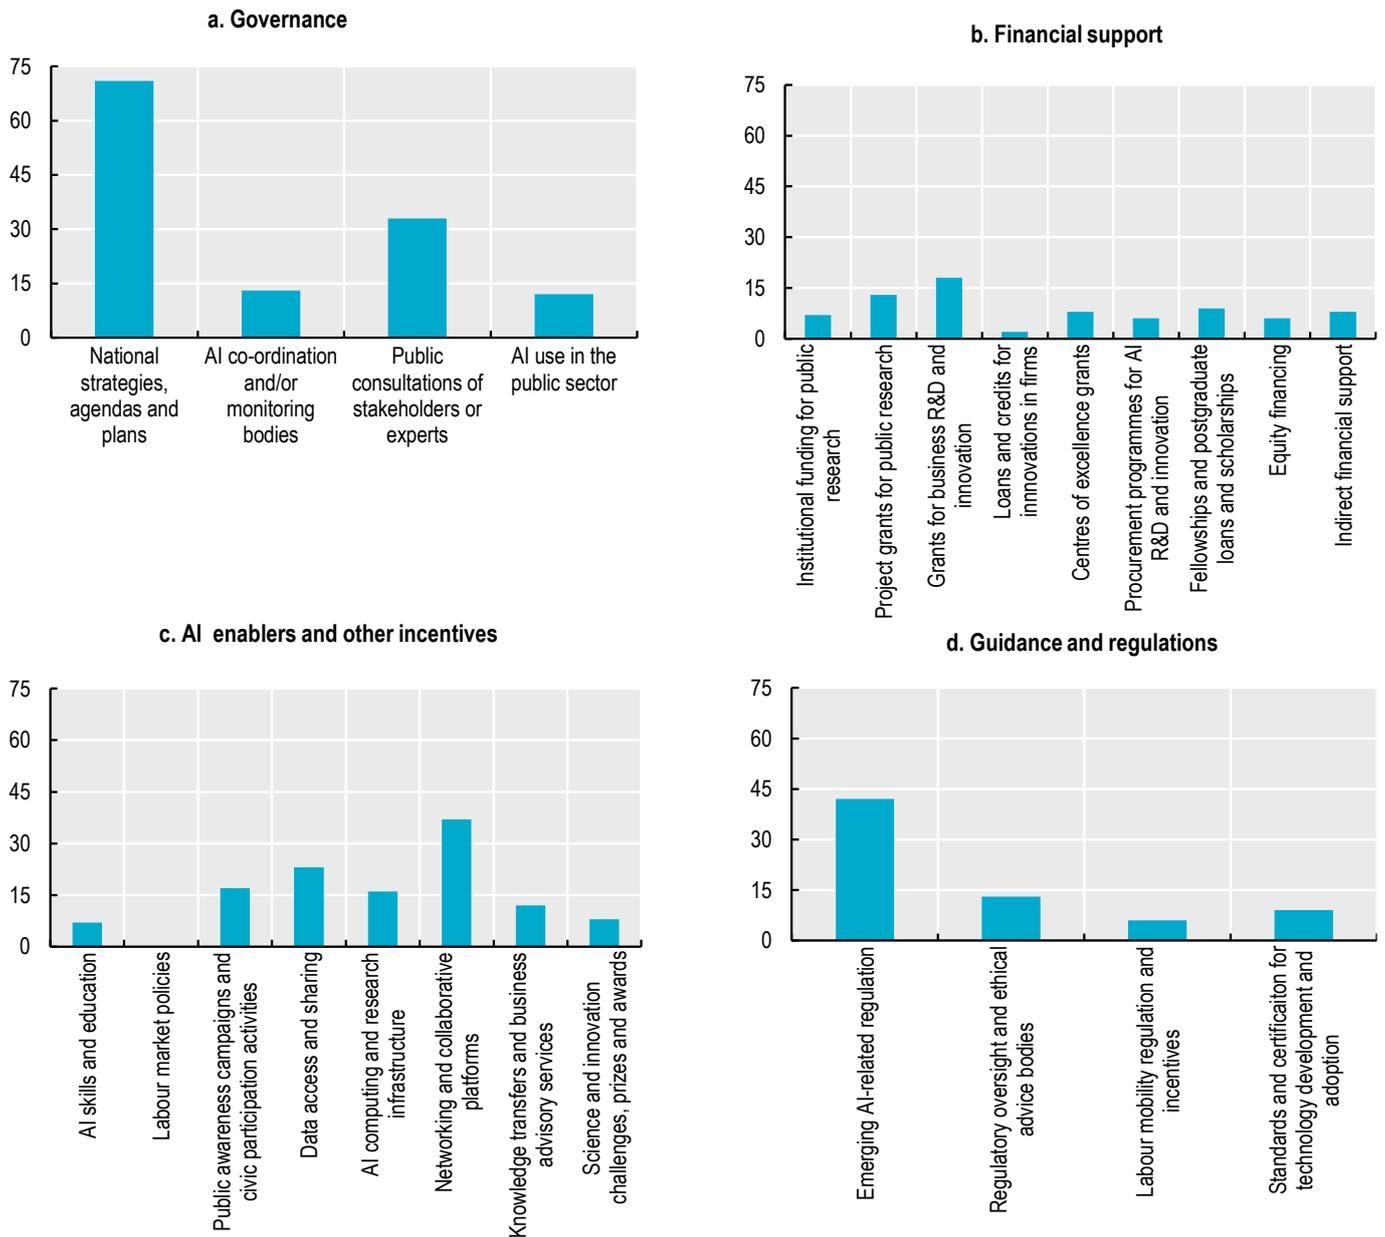 a. Governance
75
60
45
30
15
0
National
strategies,
agendas and
plans
AI co-ordination
and/or
monitoring
bodies
Public
consultations of
stakeholders or
experts
AI use in the
public sector
b. Financial support
75
60
45
30
15
0
Institutional funding for public
research
Project grants for public research
Grants for business R&D and
innovation
Loans and credits for
innovations in firms
Centres of excellence grants
Procurement programmes for AI
R&D and innovation
Fellowships and postgraduate
loans and scholarships
Equity financing
Indirect financial support
c. AI enablers and other incentives
75
60
45
30
15
0
AI skills and education
Labour market policies
Public awareness campaigns and
civic participation activities
Data access and sharing
AI computing and research
infrastructure
Networking and collaborative
platforms
Knowledge transfers and business
advisory services
Science and innovation
challenges, prizes and awards
d. Guidance and regulations
75
60
45
30
15
0
Emerging AI-related regulation
Regulatory oversight and ethical
advice bodies
Labour mobility regulation and
incentives
Standards and certificaiton for
technology development and
adoption